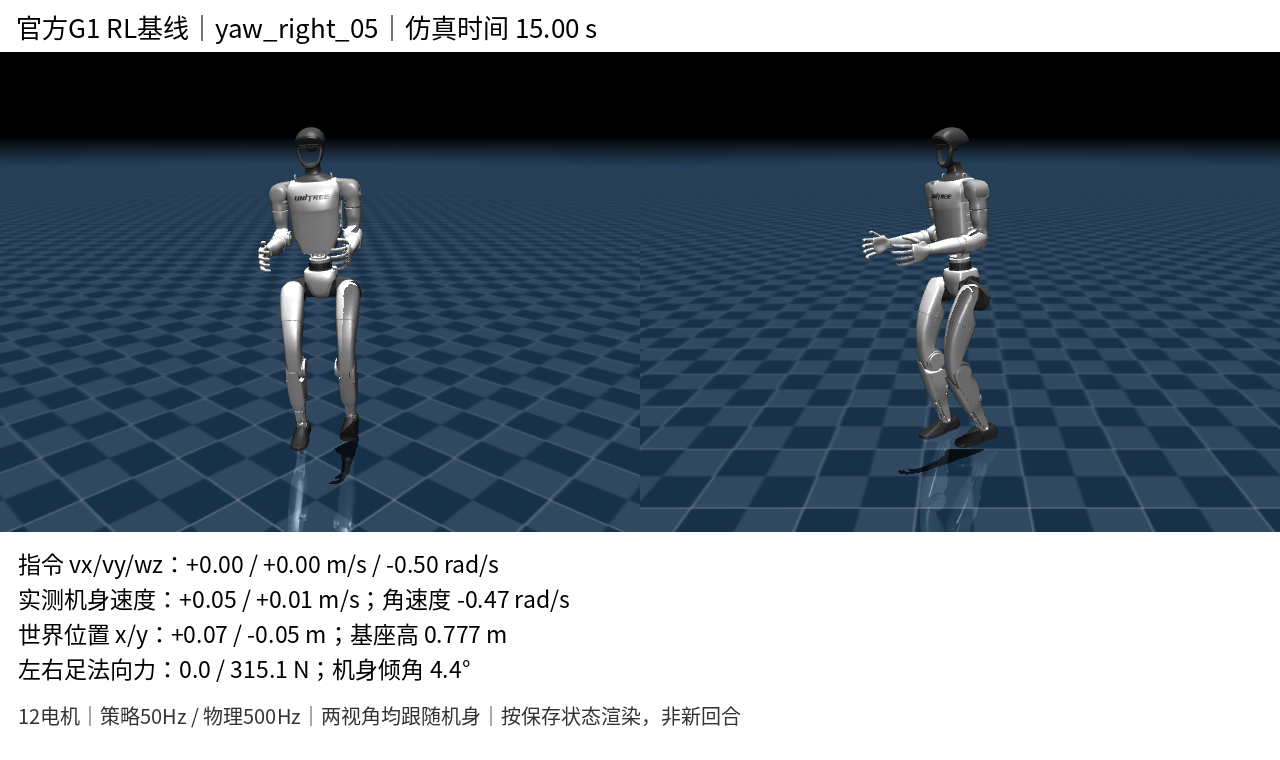 官方G1 RL基线｜yaw_right_05｜仿真时间 15.00 s
UNITREE
UNITREE
指令 vx/vy/wz：+0.00 / +0.00 m/s / -0.50 rad/s
实测机身速度：+0.05 / +0.01 m/s；角速度 -0.47 rad/s
世界位置 x/y：+0.07 / -0.05 m；基座高 0.777 m
左右足法向力：0.0 / 315.1 N；机身倾角 4.4°
12电机｜策略50Hz / 物理500Hz｜两视角均跟随机身｜按保存状态渲染，非新回合